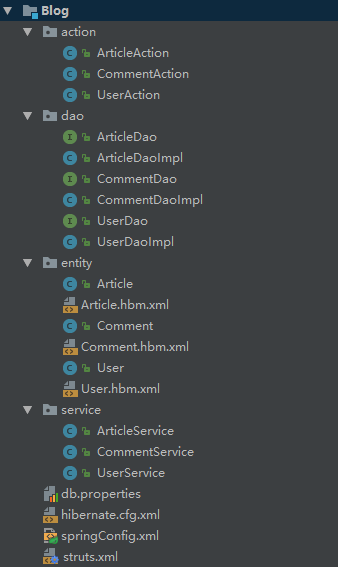 Blog
action
ArticleAction
CommentAction
UserAction
dao
ArticleDao
ArticleDaoImpl
CommentDao
CommentDaoImpl
UserDao
UserDaoImpl
entity
Article
Article.hbm.xml
Comment
Comment.hbm.xml
User
User.hbm.xml
service
ArticleService
CommentService
UserService
db.properties
hibernate.cfg.xml
springConfig.xml
struts.xml